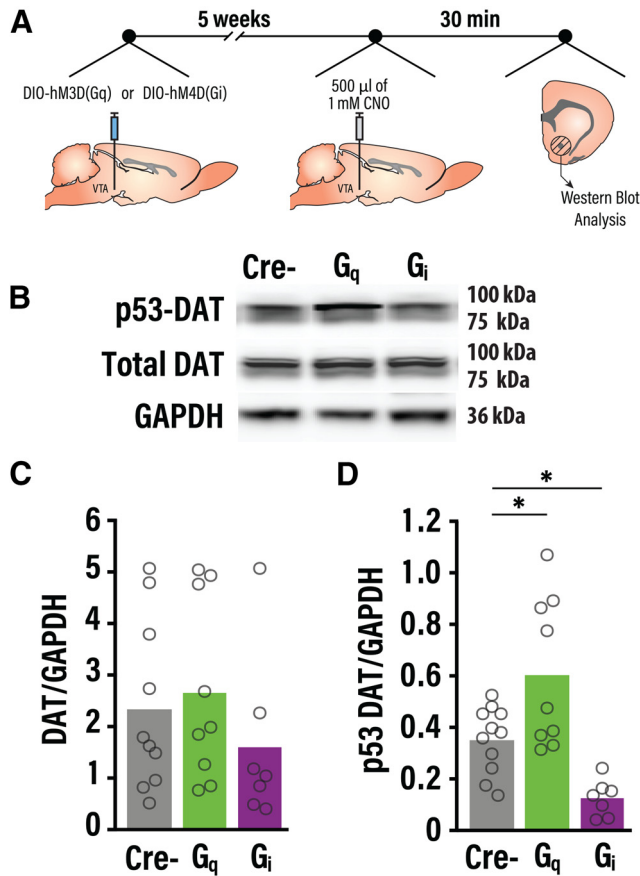 A
5 weeks
30 min
DIO-hM3D(Gq) or DIO-hM4D(Gi)
500 µl of
1 mM CNO
VTA
VTA
Western Blot
Analysis
B
Cre- Gq Gi
p53-DAT
100 kDa
75 kDa
Total DAT
100 kDa
75 kDa
GAPDH
36 kDa
C
DAT/GAPDH
6
5
4
3
2
1
0
Cre- Gq Gi
D
*
*
p53 DAT/GAPDH
1.2
1.0
0.8
0.6
0.4
0.2
0
Cre- Gq Gi